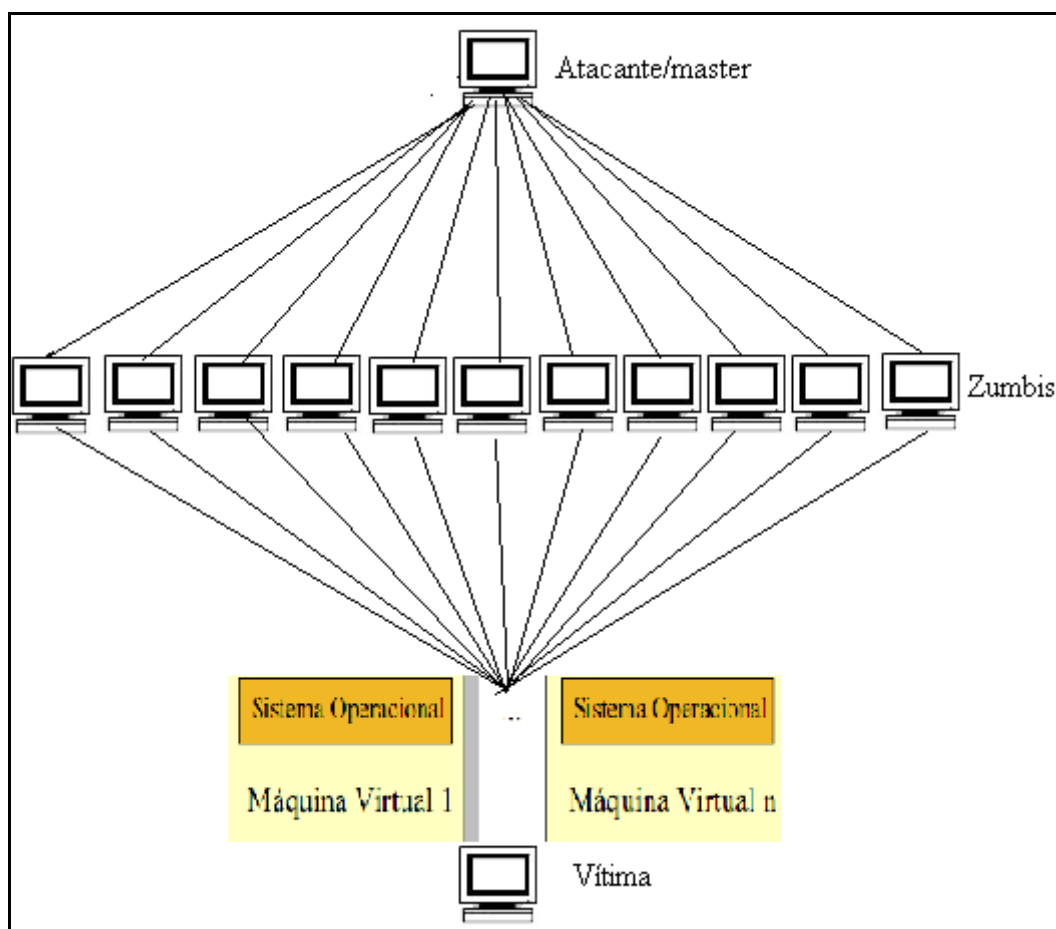 Atacante/master
Zumbis
Sistema Operacional
...
Sistema Operacional
Máquina Virtual 1
Máquina Virtual n
Vítima